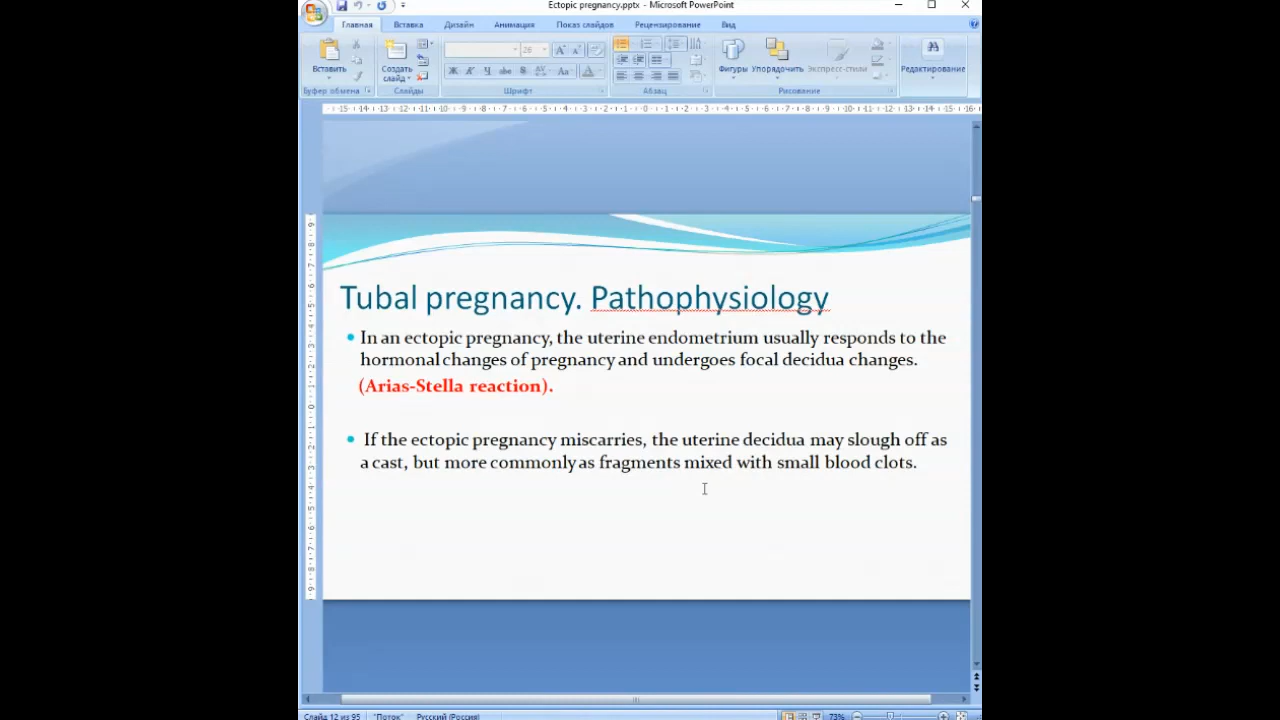 Ectopic pregnancy.pptx - Microsoft PowerPoint
Главная Вставка Дизайн Анимация Показ слайдов Рецензирование Вид
26
Вставить Создать слайд Фигуры Упорядочить Экспресс-стили Редактирование
Буфер обмена Слайды Шрифт Абзац Рисование
Tubal pregnancy. Pathophysiology
In an ectopic pregnancy, the uterine endometrium usually responds to the
hormonal changes of pregnancy and undergoes focal decidua changes.
(Arias-Stella reaction).
If the ectopic pregnancy miscarries, the uterine decidua may slough off as
a cast, but more commonly as fragments mixed with small blood clots.
Слайд 12 из 95 "Поток" Русский (Россия) 73%